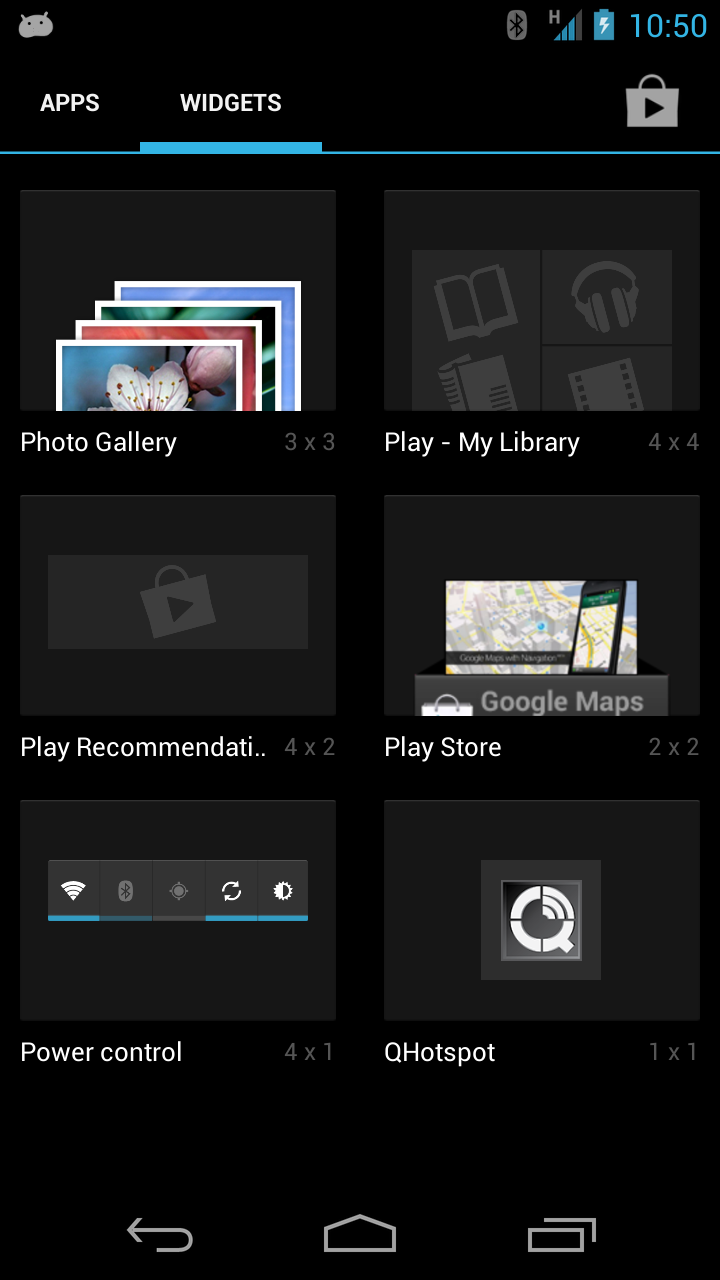 H 10:50
APPS WIDGETS
Google Maps with Navigation
Google Maps
Photo Gallery 3 x 3
Play - My Library 4 x 4
Play Recommendati.. 4 x 2
Play Store 2 x 2
Power control 4 x 1
QHotspot 1 x 1